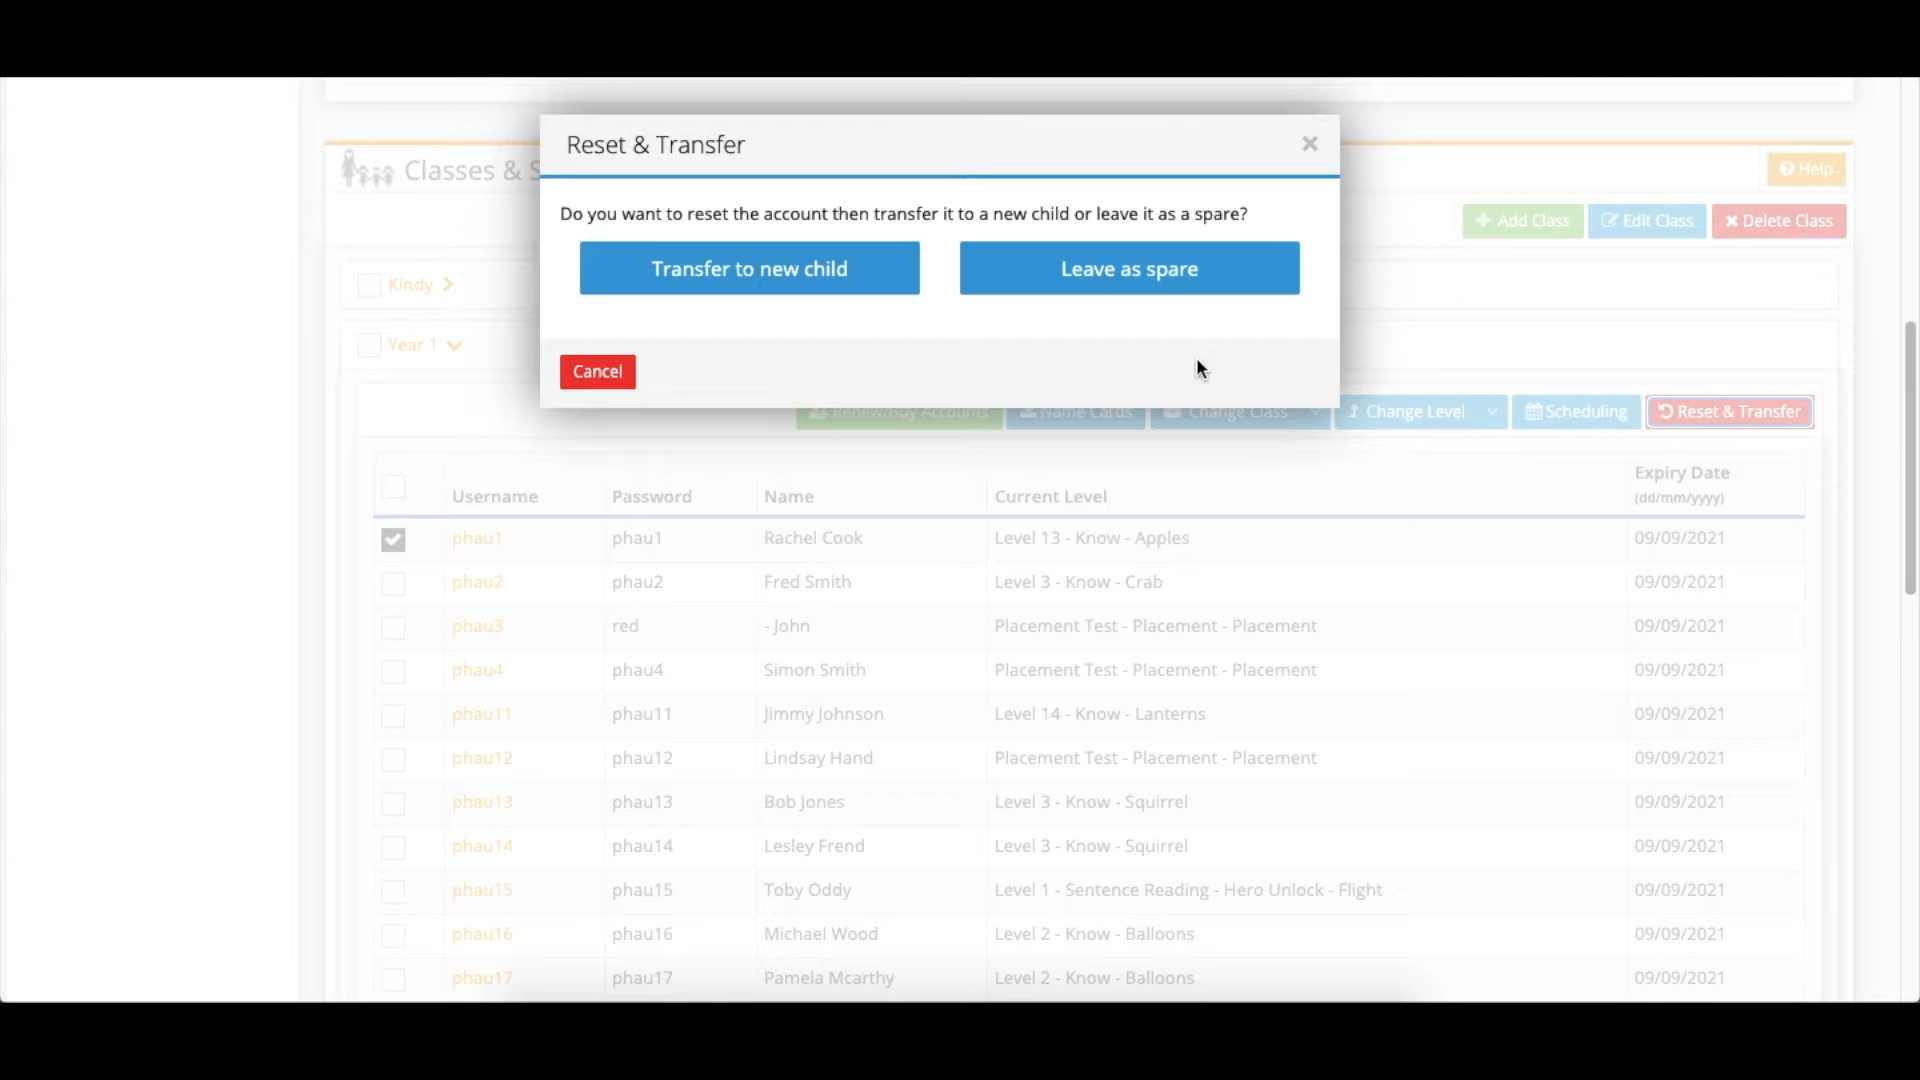 Reset & Transfer
Do you want to reset the account then transfer it to a new child or leave it as a spare?
Transfer to new child Leave as spare
Cancel
Classes & S
Help
Add Class Edit Class Delete Class
Kindy
Year 1
Renew/Buy Accounts Name Cards Change Class Change Level Scheduling Reset & Transfer
Username Password Name Current Level Expiry Date
(dd/mm/yyyy)
phau1 phau1 Rachel Cook Level 13 - Know - Apples 09/09/2021
phau2 phau2 Fred Smith Level 3 - Know - Crab 09/09/2021
phau3 red - John Placement Test - Placement - Placement 09/09/2021
phau4 phau4 Simon Smith Placement Test - Placement - Placement 09/09/2021
phau11 phau11 Jimmy Johnson Level 14 - Know - Lanterns 09/09/2021
phau12 phau12 Lindsay Hand Placement Test - Placement - Placement 09/09/2021
phau13 phau13 Bob Jones Level 3 - Know - Squirrel 09/09/2021
phau14 phau14 Lesley Frend Level 3 - Know - Squirrel 09/09/2021
phau15 phau15 Toby Oddy Level 1 - Sentence Reading - Hero Unlock - Flight 09/09/2021
phau16 phau16 Michael Wood Level 2 - Know - Balloons 09/09/2021
phau17 phau17 Pamela Mcarthy Level 2 - Know - Balloons 09/09/2021